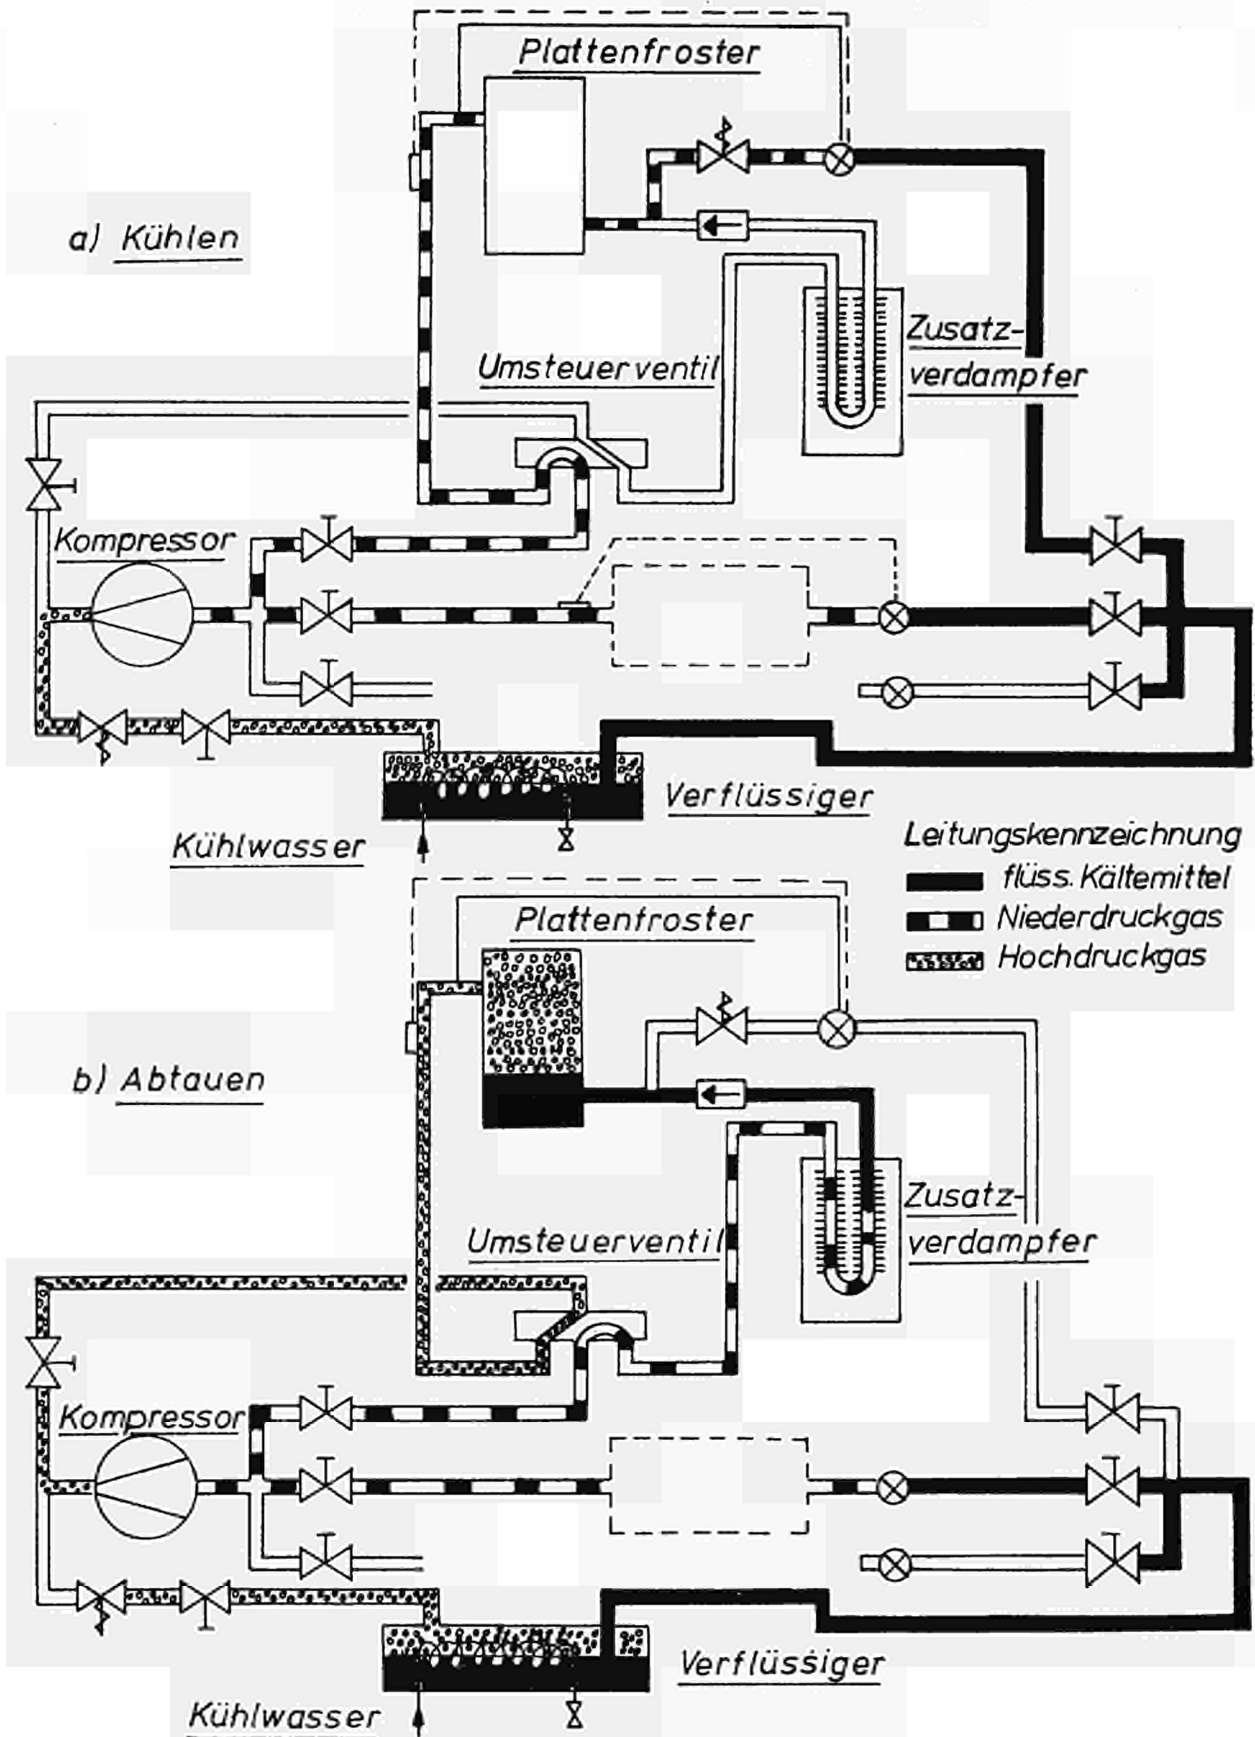 Plattenfroster
a) Kühlen
Zusatz-
verdampfer
Umsteuerventil
Kompressor
Verflüssiger
Kühlwasser
Leitungskennzeichnung
flüss. Kältemittel
Niederdruckgas
Hochdruckgas
Plattenfroster
b) Abtauen
Zusatz-
verdampfer
Umsteuerventil
Kompressor
Verflüssiger
Kühlwasser